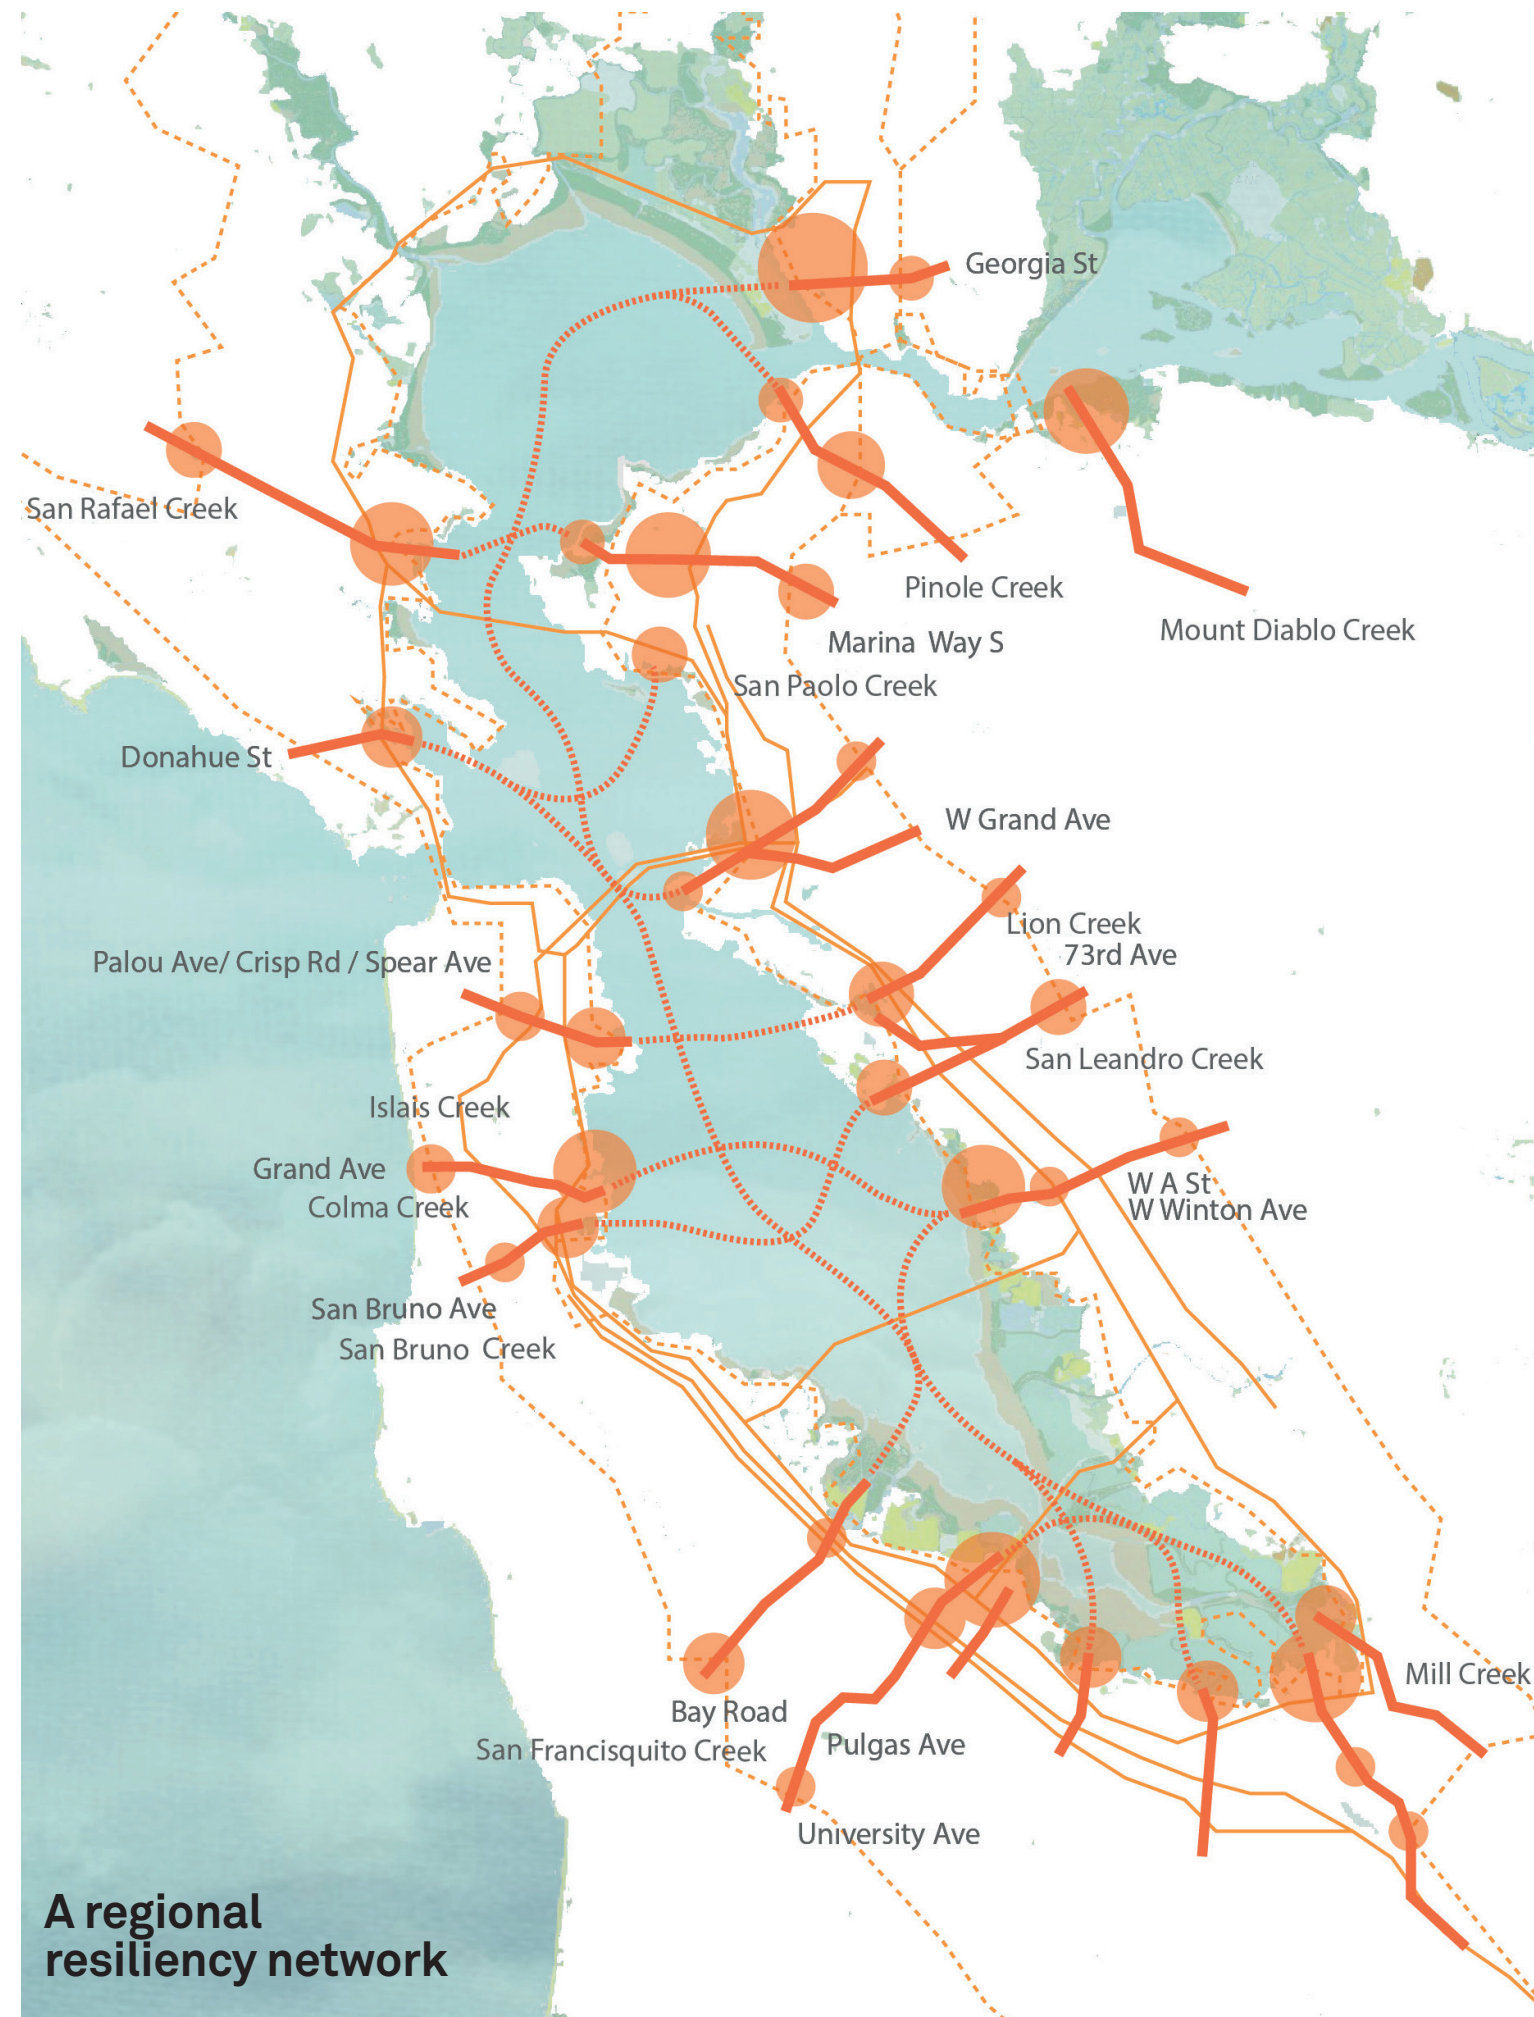 Georgia St
San Rafael Creek
Pinole Creek
Mount Diablo Creek
Marina Way S
San Paolo Creek
Donahue St
W Grand Ave
Lion Creek
73rd Ave
Palou Ave/ Crisp Rd / Spear Ave
San Leandro Creek
Islais Creek
Grand Ave
Colma Creek
W A St
W Winton Ave
San Bruno Ave
San Bruno Creek
Mill Creek
Bay Road
San Francisquito Creek
Pulgas Ave
University Ave
A regional
resiliency network